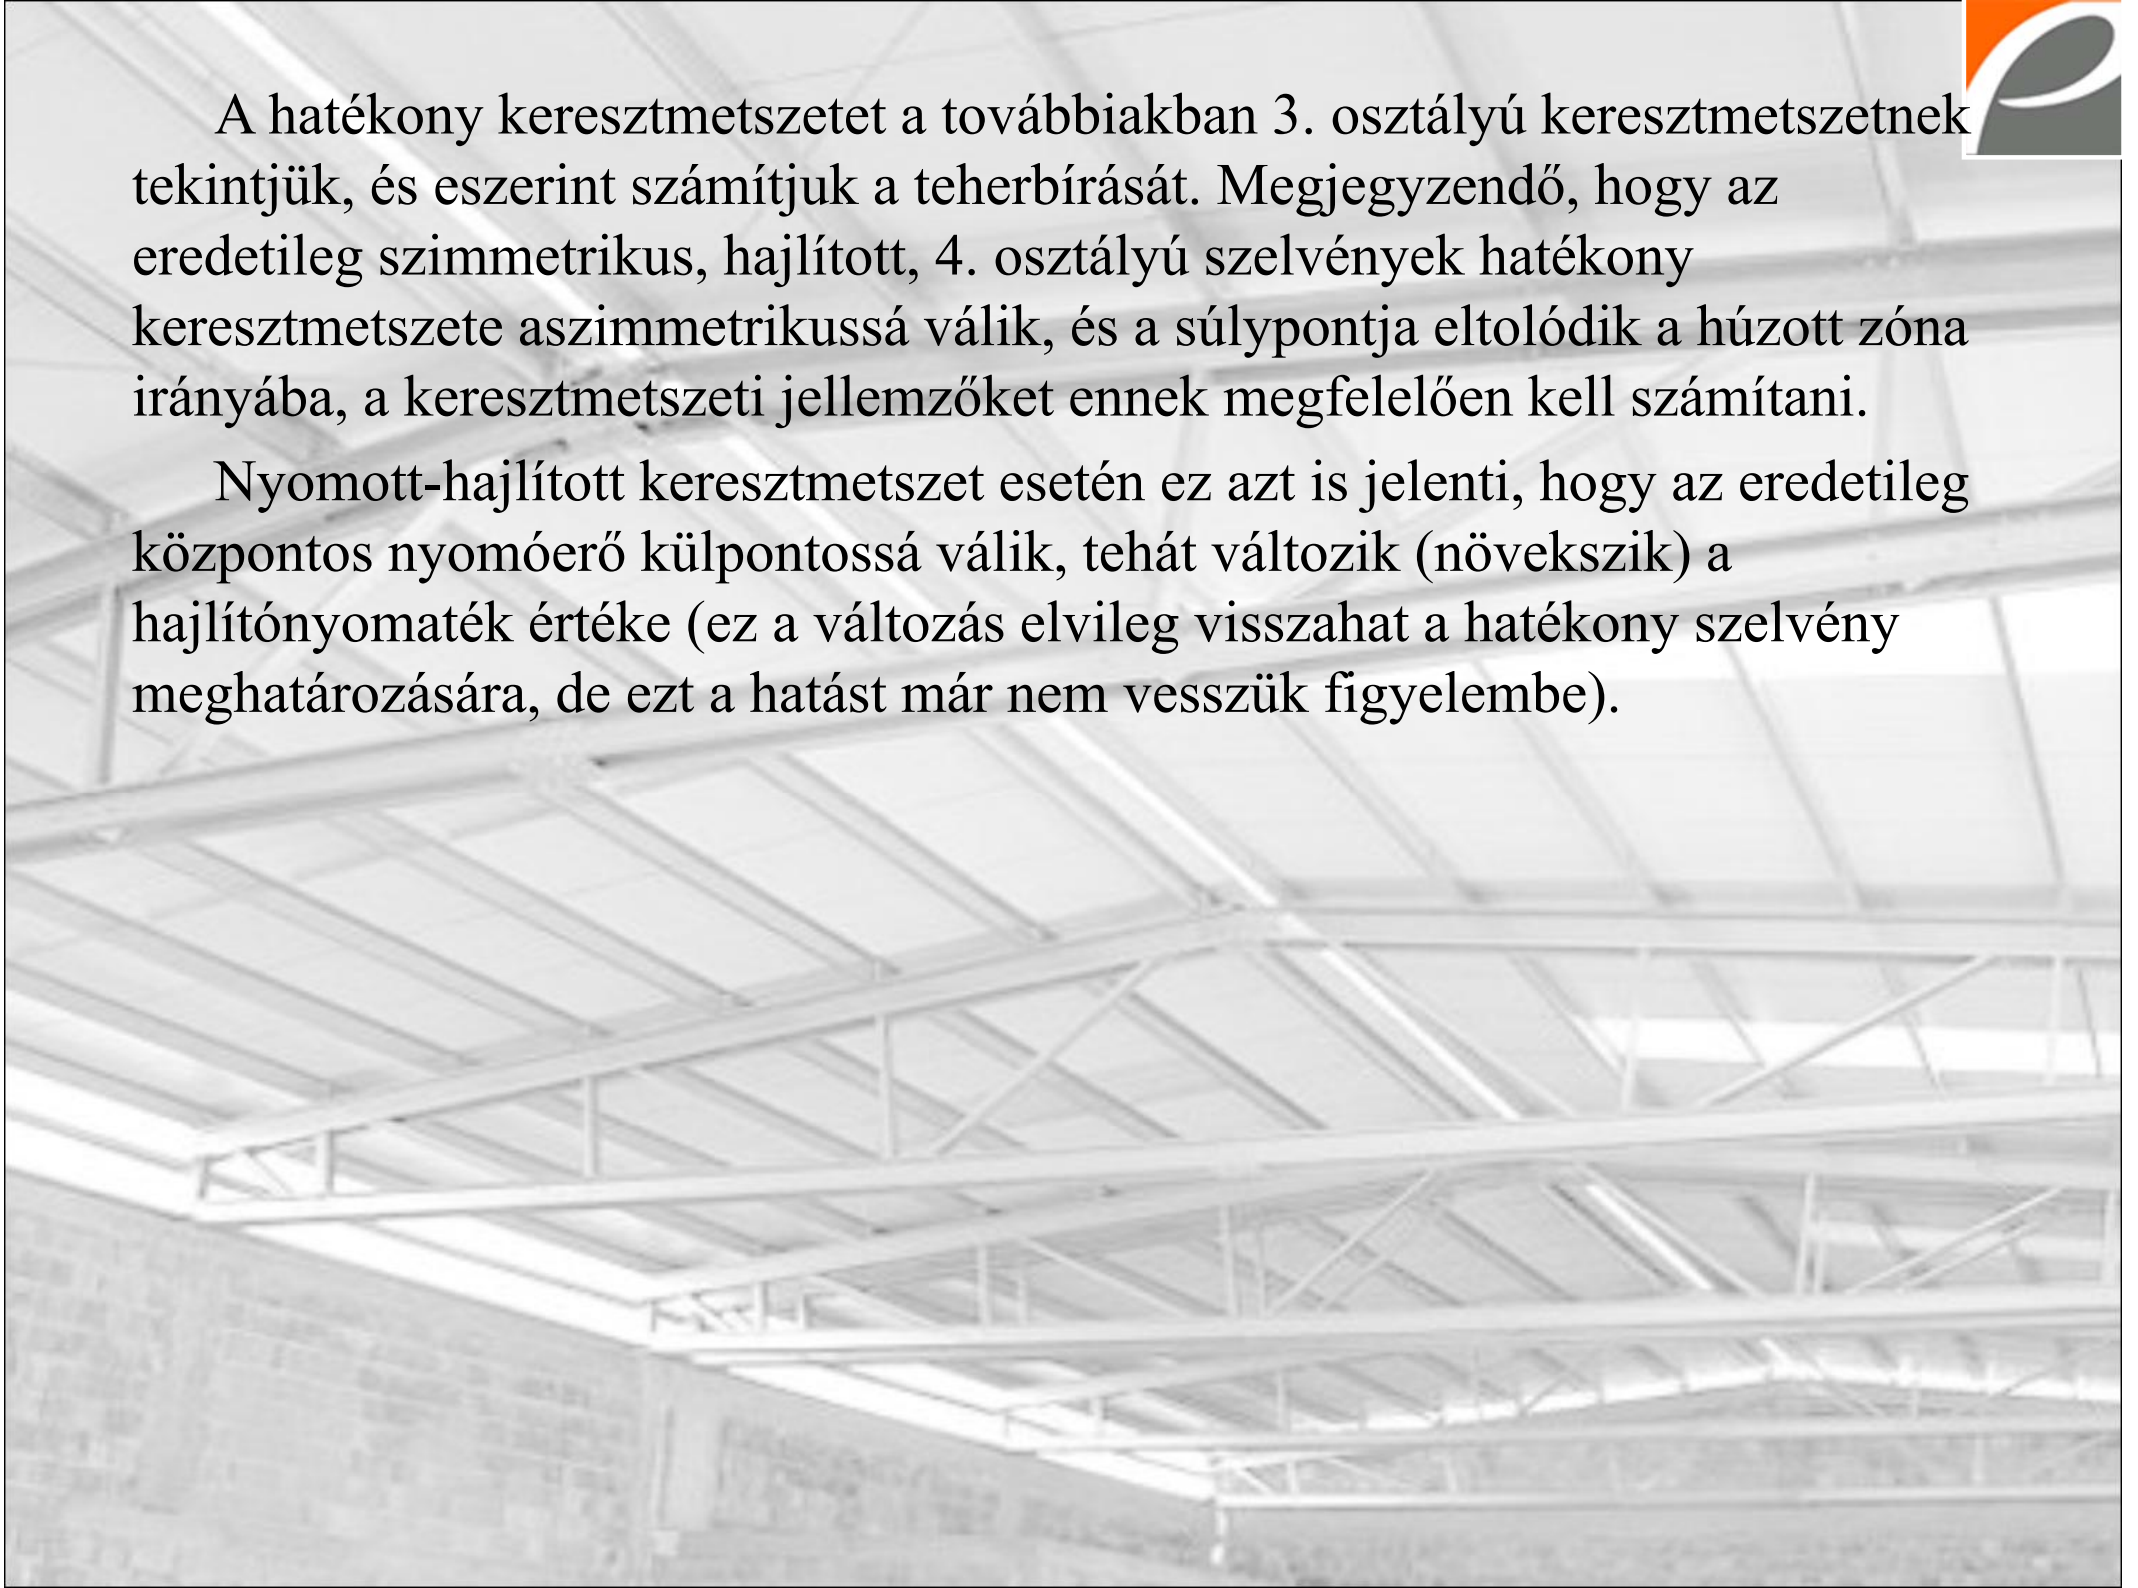 A hatékony keresztmetszetet a továbbiakban 3. osztályú keresztmetszetnek
tekintjük, és eszerint számítjuk a teherbírását. Megjegyzendő, hogy az
eredetileg szimmetrikus, hajlított, 4. osztályú szelvények hatékony
keresztmetszete aszimmetrikussá válik, és a súlypontja eltolódik a húzott zóna
irányába, a keresztmetszeti jellemzőket ennek megfelelően kell számítani.
Nyomott-hajlított keresztmetszet esetén ez azt is jelenti, hogy az eredetileg
központos nyomóerő külpontossá válik, tehát változik (növekszik) a
hajlítónyomaték értéke (ez a változás elvileg visszahat a hatékony szelvény
meghatározására, de ezt a hatást már nem vesszük figyelembe).